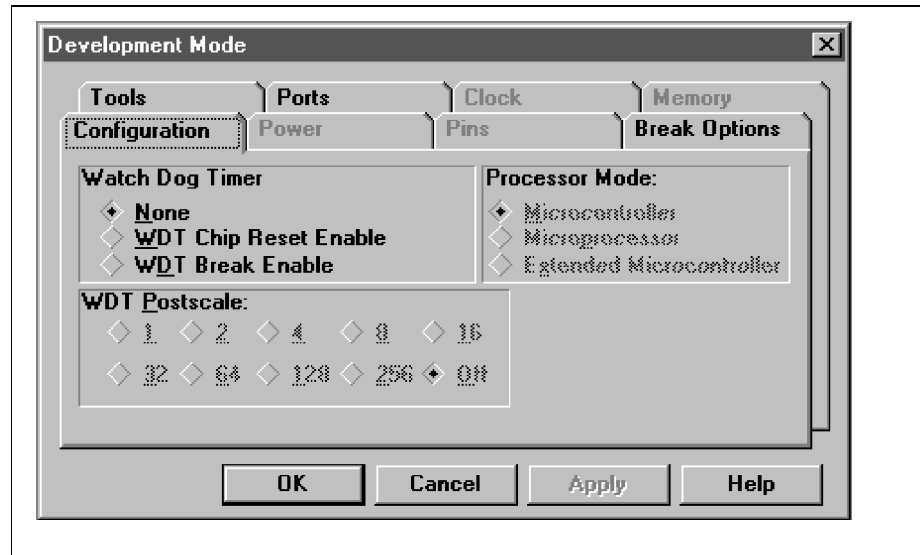 Development Mode
Tools Ports Clock Memory
Configuration Power Pins Break Options
Watch Dog Timer
None
WDT Chip Reset Enable
WDT Break Enable
Processor Mode:
Microcontroller
Microprocessor
Extended Microcontroller
WDT Postscale:
1 2 4 8 16
32 64 128 256 Off
OK Cancel Apply Help